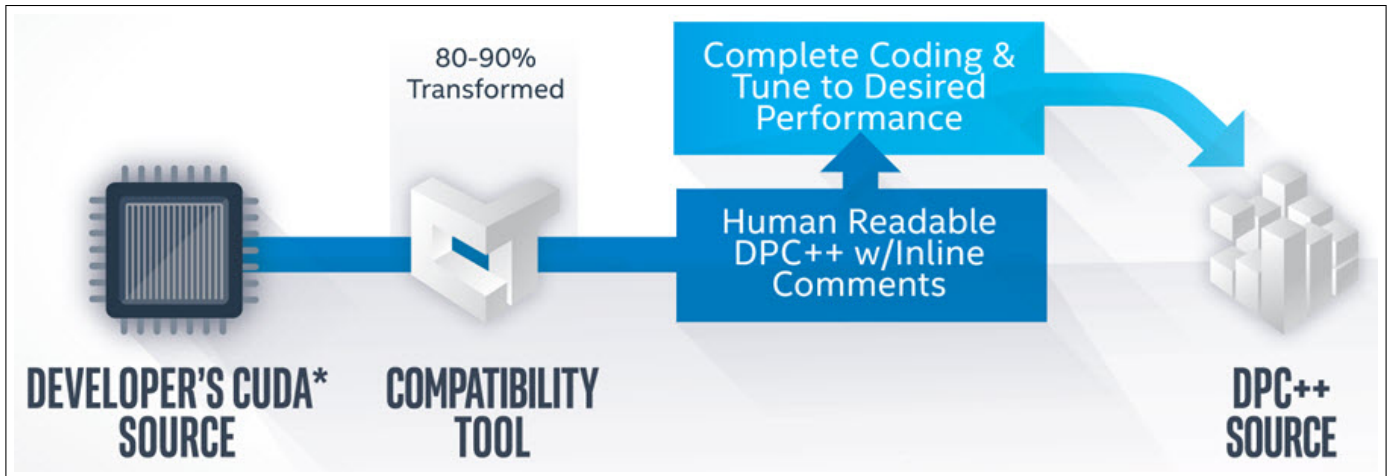 80-90%
Transformed
Complete Coding &
Tune to Desired
Performance
Human Readable
DPC++ w/Inline
Comments
DEVELOPER'S CUDA*
SOURCE
COMPATIBILITY
TOOL
DPC++
SOURCE